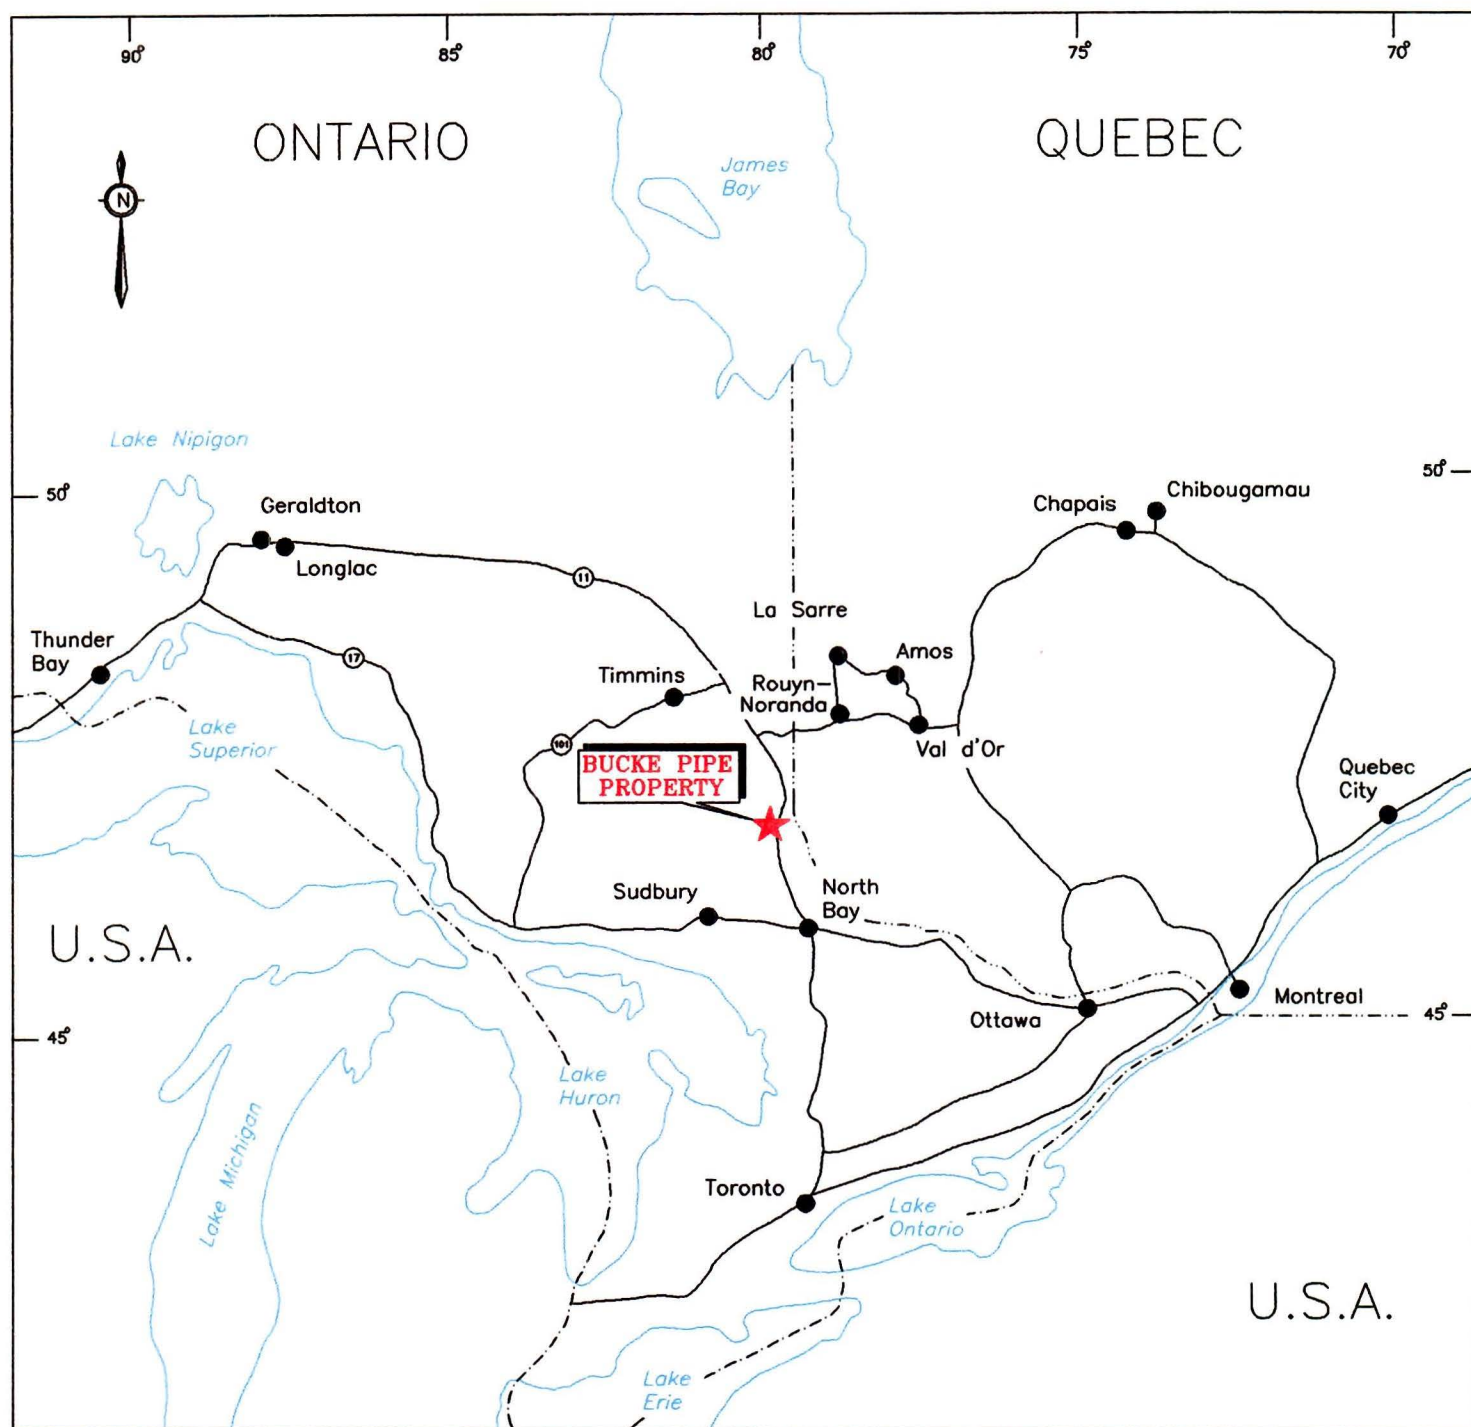 90°
85°
80°
75°
70°
ONTARIO
QUEBEC
James
Bay
N
Lake Nipigon
50°
50°
Geraldton
Longlac
Chapais
Chibougamau
11
La Sarre
Thunder
Bay
17
Timmins
Amos
Rouyn-
Noranda
Lake
Superior
101
Val d'Or
BUCKE PIPE
PROPERTY
Quebec
City
Sudbury
North
Bay
U.S.A.
Montreal
Ottawa
45°
45°
Lake
Huron
Lake Michigan
Toronto
Lake
Ontario
U.S.A.
Lake
Erie